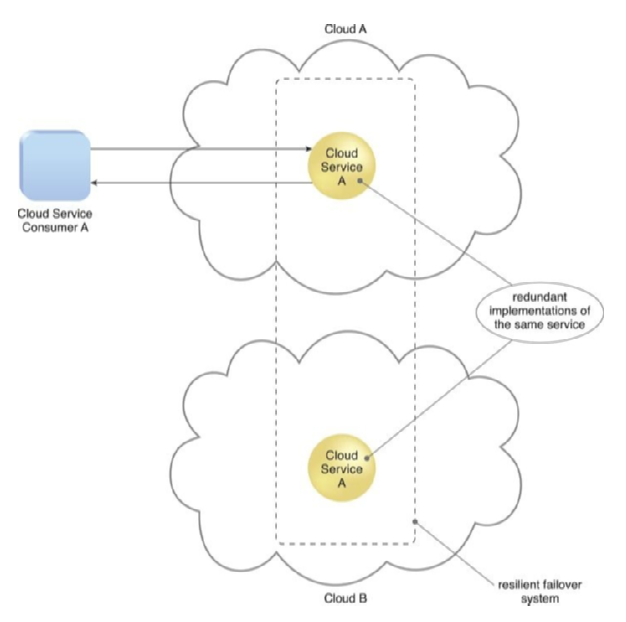 Cloud A
Cloud
Service
A
Cloud Service
Consumer A
redundant
implementations of
the same service
Cloud
Service
A
resilient failover
system
Cloud B